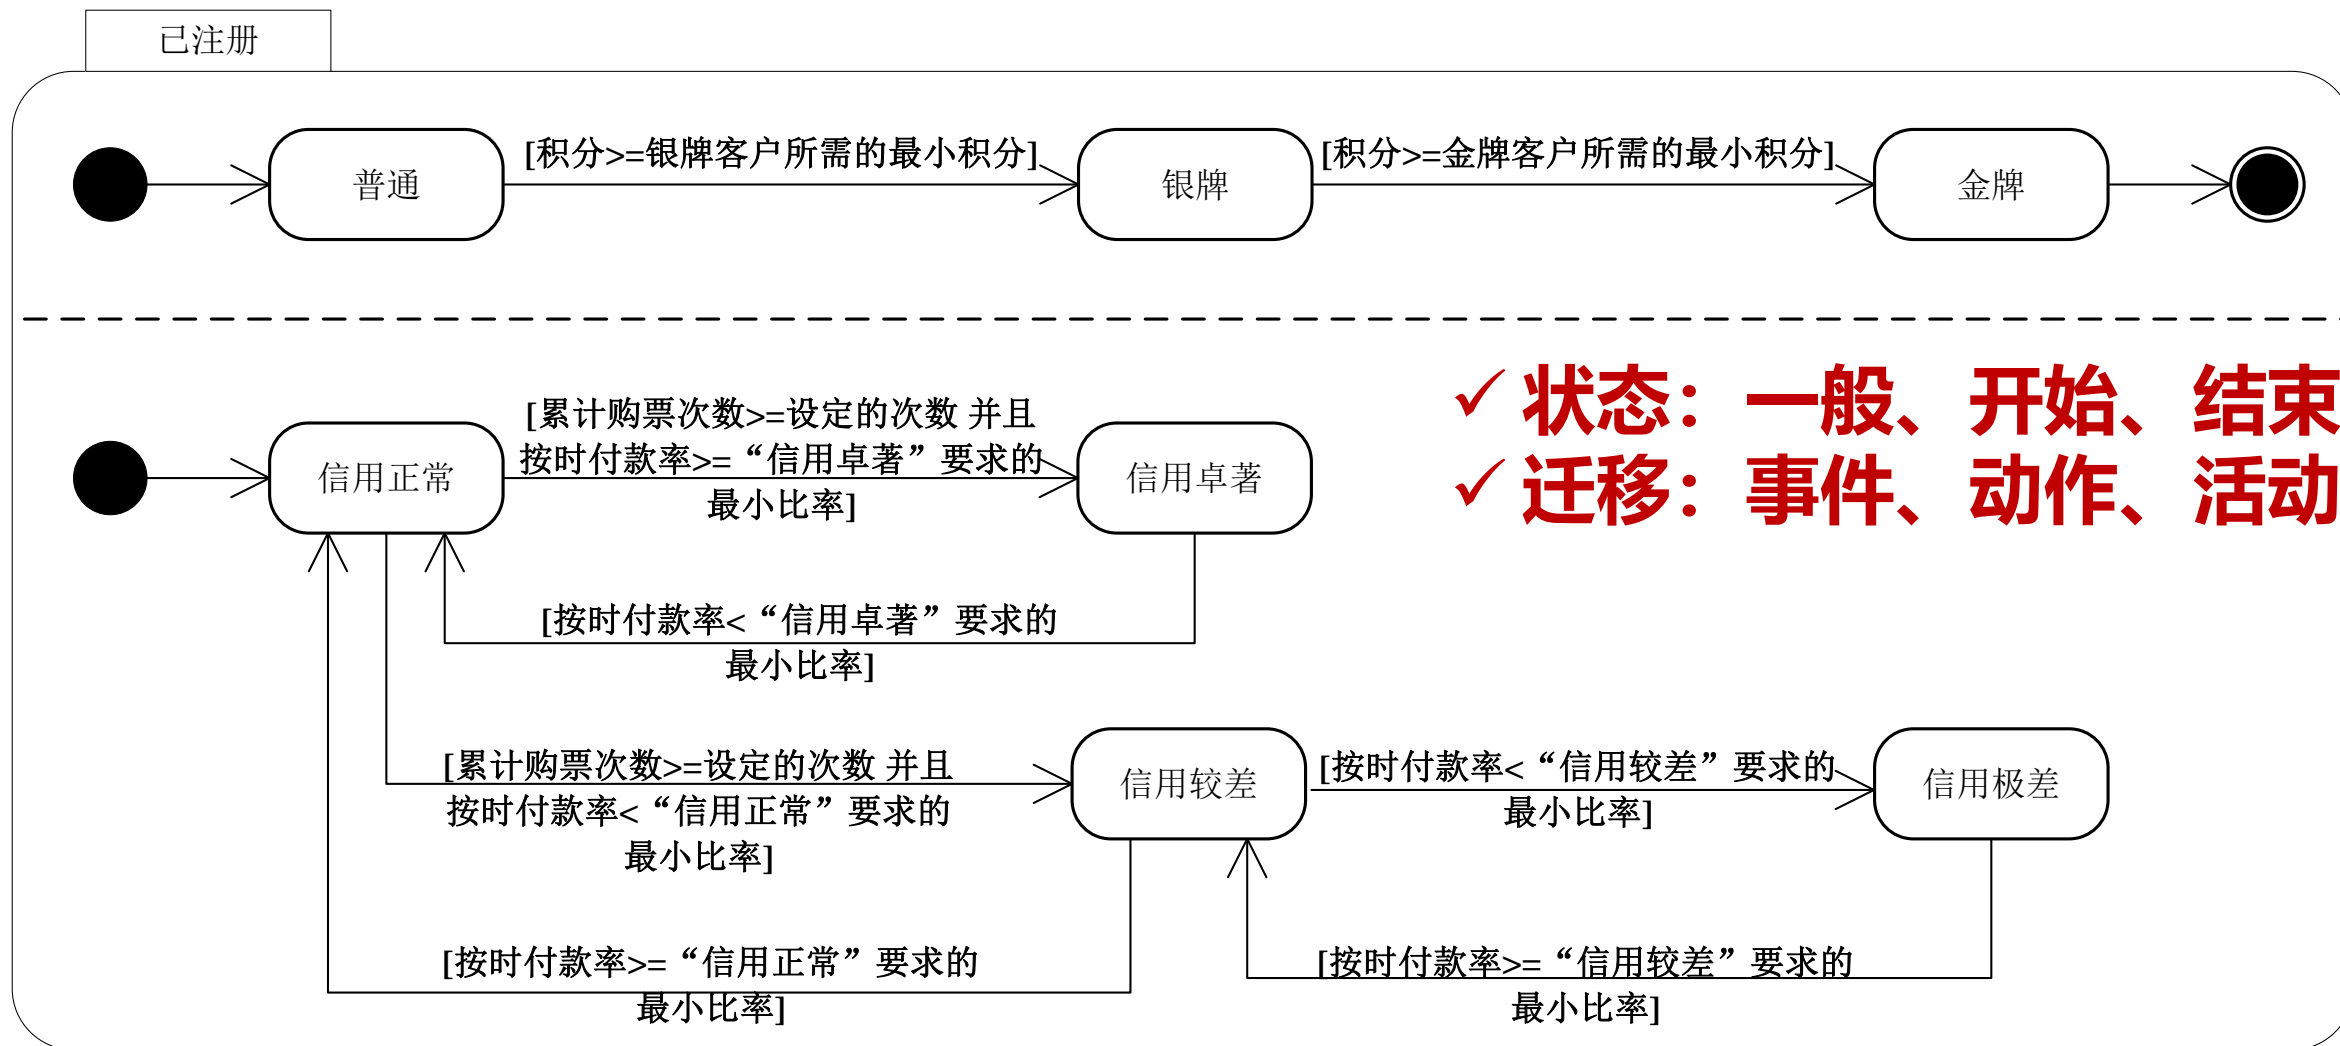 已注册
普通
[积分>=银牌客户所需的最小积分]
银牌
[积分>=金牌客户所需的最小积分]
金牌
✓ 状态：一般、开始、结束
✓ 迁移：事件、动作、活动
信用正常
[累计购票次数>=设定的次数 并且
按时付款率>=“信用卓著”要求的
最小比率]
信用卓著
[按时付款率<“信用卓著”要求的
最小比率]
[累计购票次数>=设定的次数 并且
按时付款率<“信用正常”要求的
最小比率]
信用较差
[按时付款率<“信用较差”要求的
最小比率]
信用极差
[按时付款率>=“信用正常”要求的
最小比率]
[按时付款率>=“信用较差”要求的
最小比率]